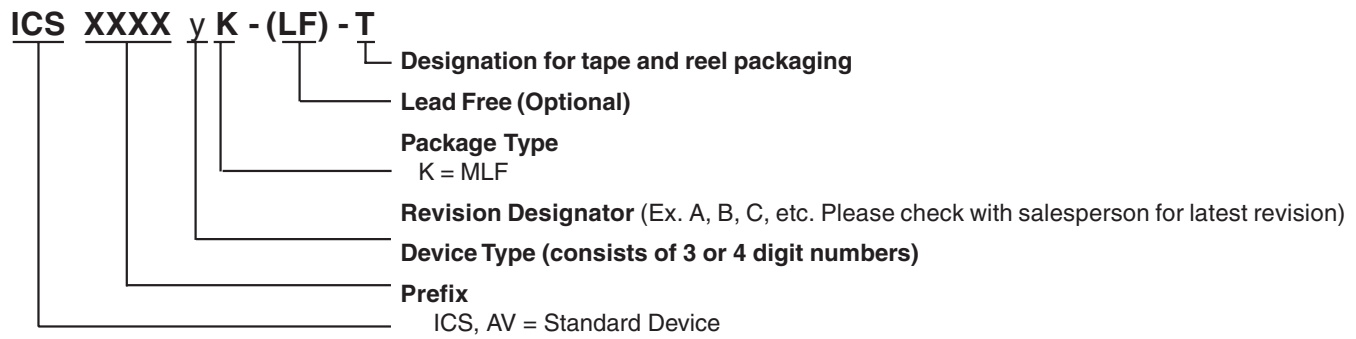 ICS XXXX y K - (LF) - T
Designation for tape and reel packaging
Lead Free (Optional)
Package Type
K = MLF
Revision Designator (Ex. A, B, C, etc. Please check with salesperson for latest revision)
Device Type (consists of 3 or 4 digit numbers)
Prefix
ICS, AV = Standard Device